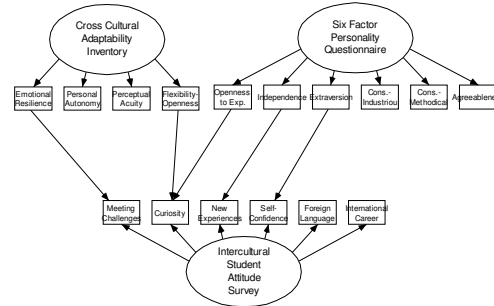 Cross Cultural
Adaptability
Inventory
Six Factor
Personality
Questionnaire
Emotional
Resilience
Personal
Autonomy
Perceptual
Acuity
Flexibility-
Openness
Openness
to Exp.
Independence
Extraversion
Cons.-
Industriou
Cons.-
Methodical
Agreeablene
Meeting
Challenges
Curiosity
New
Experiences
Self-
Confidence
Foreign
Language
International
Career
Intercultural
Student
Attitude
Survey